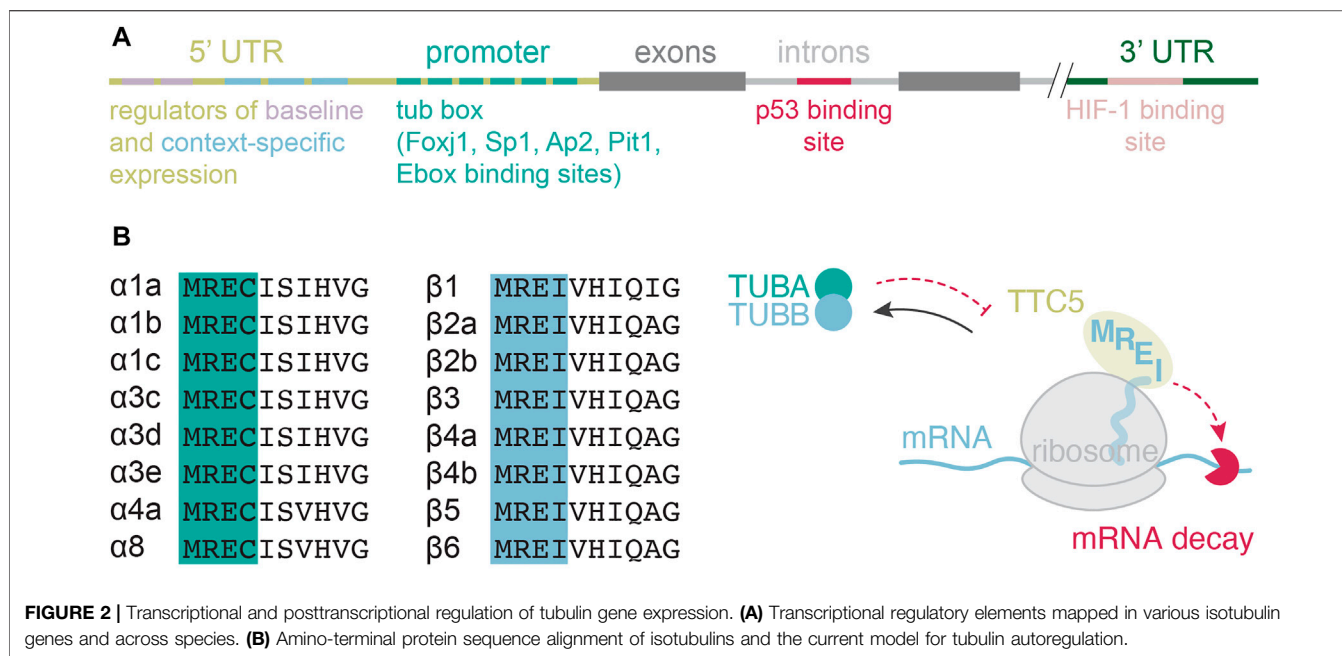 A
5' UTR promoter exons introns 3' UTR
regulators of baseline
and context-specific
expression
tub box
(Foxj1, Sp1, Ap2, Pit1,
Ebox binding sites)
p53 binding
site
HIF-1 binding
site
B
α1a MRECISIHVG
α1b MRECISIHVG
α1c MRECISIHVG
α3c MRECISIHVG
α3d MRECISIHVG
α3e MRECISIHVG
α4a MRECISVHVG
α8 MRECISVHVG
β1 MREIVHIQIG
β2a MREIVHIQAG
β2b MREIVHIQAG
β3 MREIVHIQAG
β4a MREIVHIQAG
β4b MREIVHIQAG
β5 MREIVHIQAG
β6 MREIVHIQAG
TUBA
TUBB
TTC5
MREI
mRNA
ribosome
mRNA decay
FIGURE 2 | Transcriptional and posttranscriptional regulation of tubulin gene expression. (A) Transcriptional regulatory elements mapped in various isotubulin
genes and across species. (B) Amino-terminal protein sequence alignment of isotubulins and the current model for tubulin autoregulation.